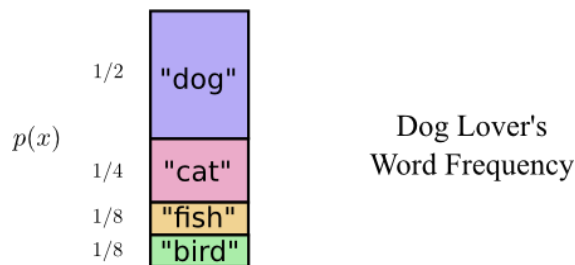 1/2
"dog"
p(x)
1/4
"cat"
1/8
"fish"
1/8
"bird"
Dog Lover's
Word Frequency